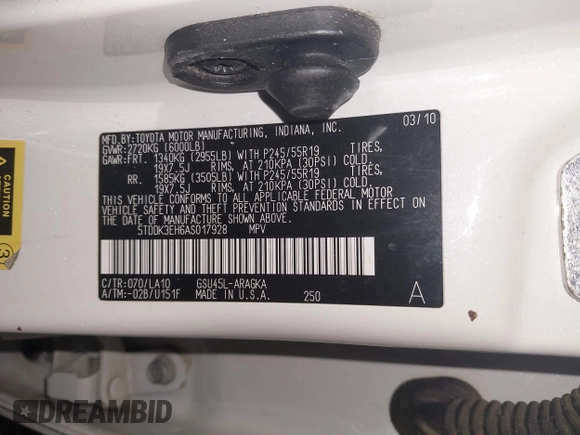 MFD.BY:TOYOTA MOTOR MANUFACTURING, INDIANA, INC. 03/10
GVWR:2720KG (6000LB)
GAWR:FRT. 1340KG (2955LB)WITH P245/55R19 TIRES,
19X7.5J RIMS, AT 210KPA (30PSI) COLD,
RR. 1585KG (3505LB)WITH P245/55R19 TIRES,
19X7.5J RIMS, AT 210KPA (30PSI) COLD.
THIS VEHICLE CONFORMS TO ALL APPLICABLE FEDERAL MOTOR
VEHICLE SAFETY AND THEFT PREVENTION STANDARDS IN EFFECT ON
THE DATE OF MANUFACTURE SHOWN ABOVE.
5TDDK3EH6AS017928 MPV
C/TR:070/LA10 GSU45L-ARAGKA
A/TM:-02B/U151F MADE IN U.S.A. 250 A
CAUTION
DREAMBID